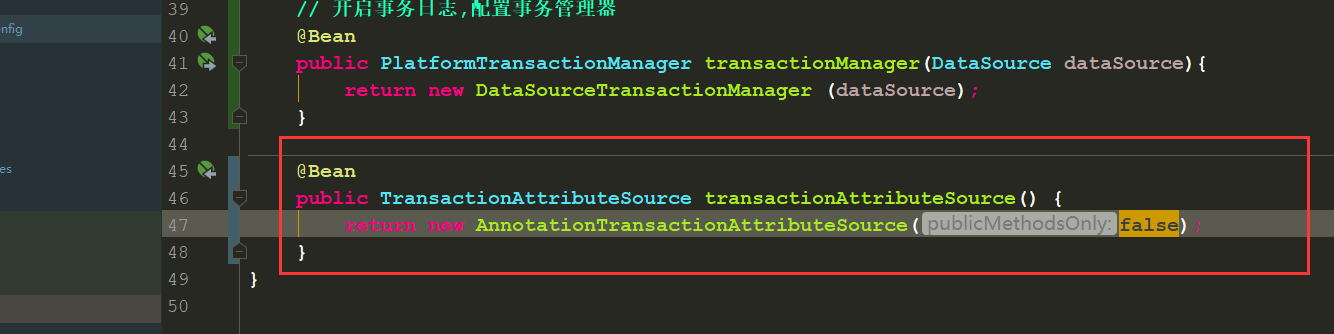 39 // 开启事务日志,配置事务管理器
onfig
40 @Bean
41 public PlatformTransactionManager transactionManager(DataSource dataSource){
42 return new DataSourceTransactionManager (dataSource);
43 }
44
es
45 @Bean
46 public TransactionAttributeSource transactionAttributeSource() {
47 return new AnnotationTransactionAttributeSource( publicMethodsOnly: false);
48 }
49 }
50